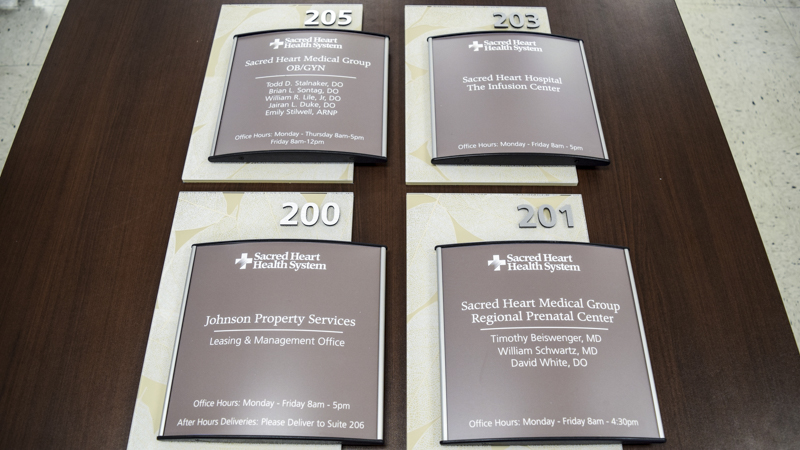 205
Sacred Heart
Health System
Sacred Heart Medical Group
OB/GYN
Todd D. Stalnaker, DO
Brian L. Sontag, DO
William R. Lile, Jr, DO
Jairan L. Duke, DO
Emily Stilwell, ARNP
Office Hours: Monday - Thursday 8am-5pm
Friday 8am-12pm
203
Sacred Heart
Health System
Sacred Heart Hospital
The Infusion Center
Office Hours: Monday - Friday 8am - 5pm
200
Sacred Heart
Health System
Johnson Property Services
Leasing & Management Office
Office Hours: Monday - Friday 8am - 5pm
After Hours Deliveries: Please Deliver to Suite 206
201
Sacred Heart
Health System
Sacred Heart Medical Group
Regional Prenatal Center
Timothy Beiswenger, MD
William Schwartz, MD
David White, DO
Office Hours: Monday - Friday 8am - 4:30pm